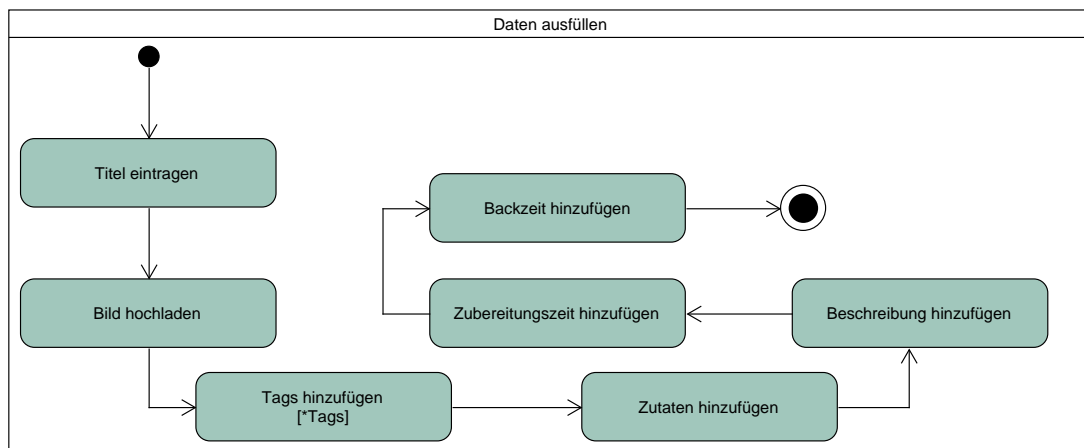 Daten ausfüllen
Titel eintragen
Bild hochladen
Tags hinzufügen
[*Tags]
Zutaten hinzufügen
Beschreibung hinzufügen
Zubereitungszeit hinzufügen
Backzeit hinzufügen